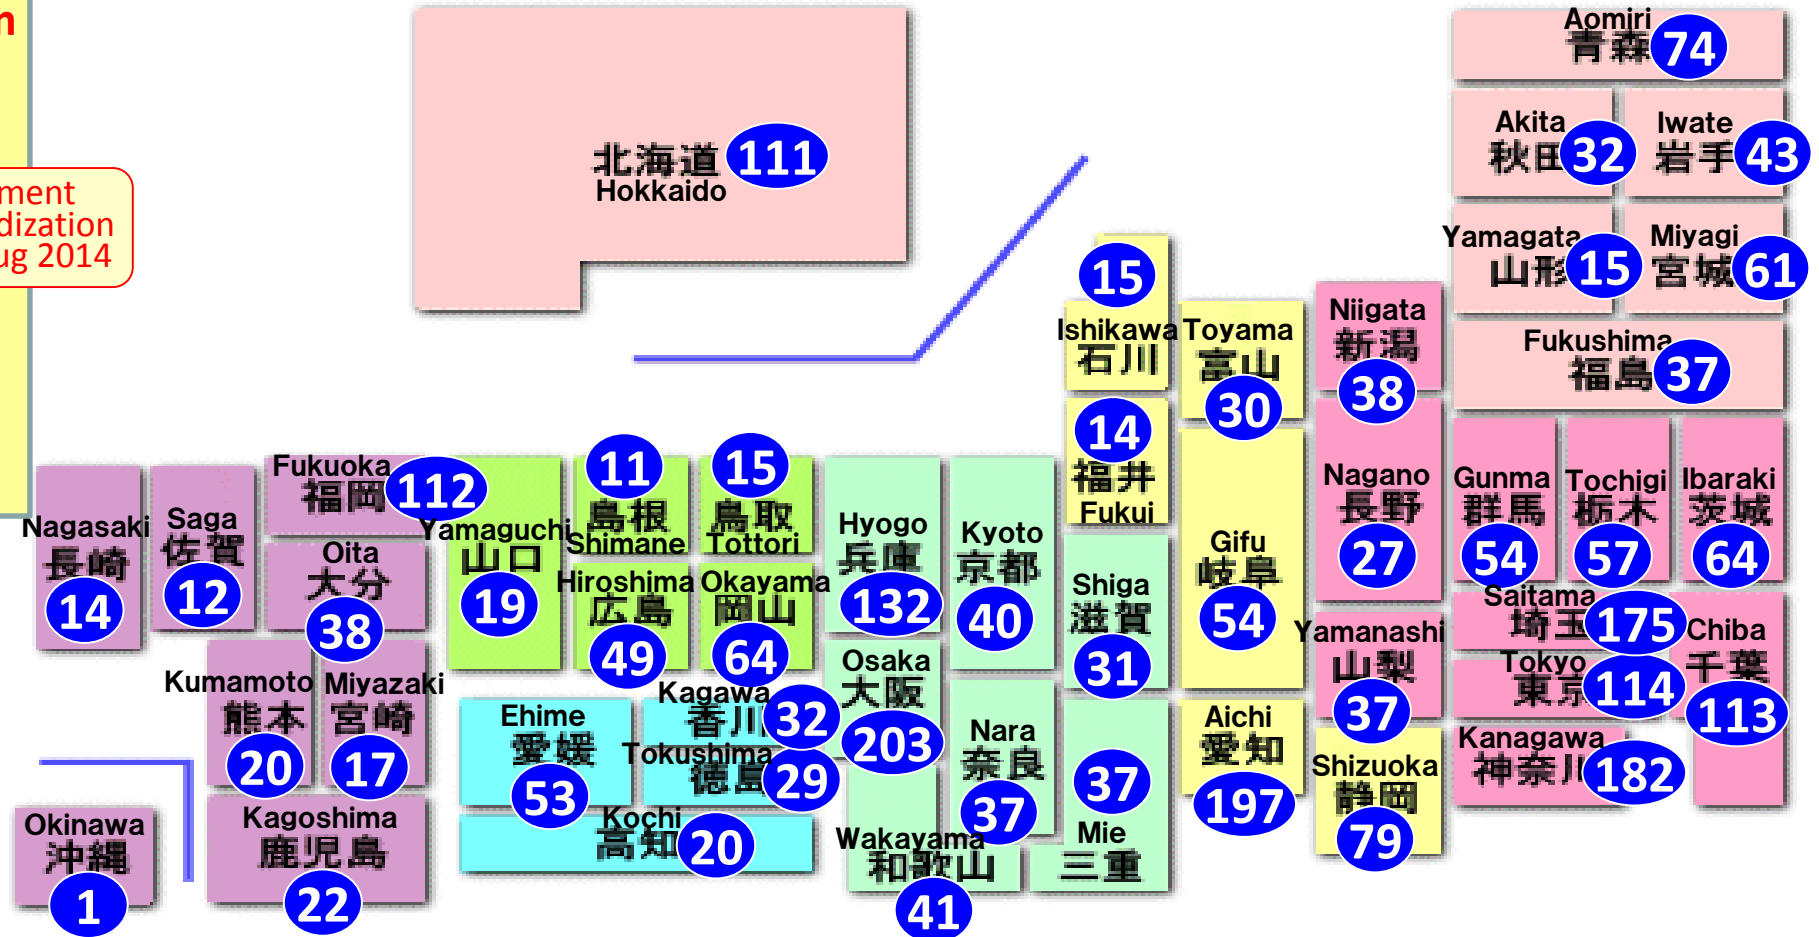 n
ment
dization
ug 2014
北海道 111
Hokkaido
Aomiri
青森 74
Akita
秋田 32
Iwate
岩手 43
Yamagata
山形 15
Miyagi
宮城 61
Fukushima
福島 37
15
Ishikawa
石川
Toyama
富山
30
Niigata
新潟
38
14
福井
Fukui
Gifu
岐阜
54
Nagano
長野
27
Gunma
群馬
54
Tochigi
栃木
57
Ibaraki
茨城
64
Saitama
埼玉 175
Tokyo
東京 114
Chiba
千葉
113
Kanagawa
神奈川 182
Yamanashi
山梨
37
Shizuoka
静岡
79
Aichi
愛知
197
Shiga
滋賀
31
37
Mie
三重
Kyoto
京都
40
Hyogo
兵庫
132
Osaka
大阪
203
Nara
奈良
37
Wakayama
和歌山
41
15
鳥取
Tottori
11
島根
Shimane
Okayama
岡山
64
Hiroshima
広島
49
Yamaguchi
山口
19
Kagawa
香川 32
Tokushima
徳島 29
Ehime
愛媛
53
Kochi
高知 20
Fukuoka
福岡 112
Saga
佐賀
12
Nagasaki
長崎
14
Oita
大分
38
Kumamoto
熊本
20
Miyazaki
宮崎
17
Kagoshima
鹿児島
22
Okinawa
沖縄
1